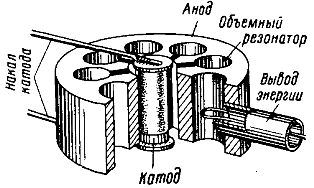 Анод
Объемный
резонатор
Накал
катода
Вывод
энергии
Катод